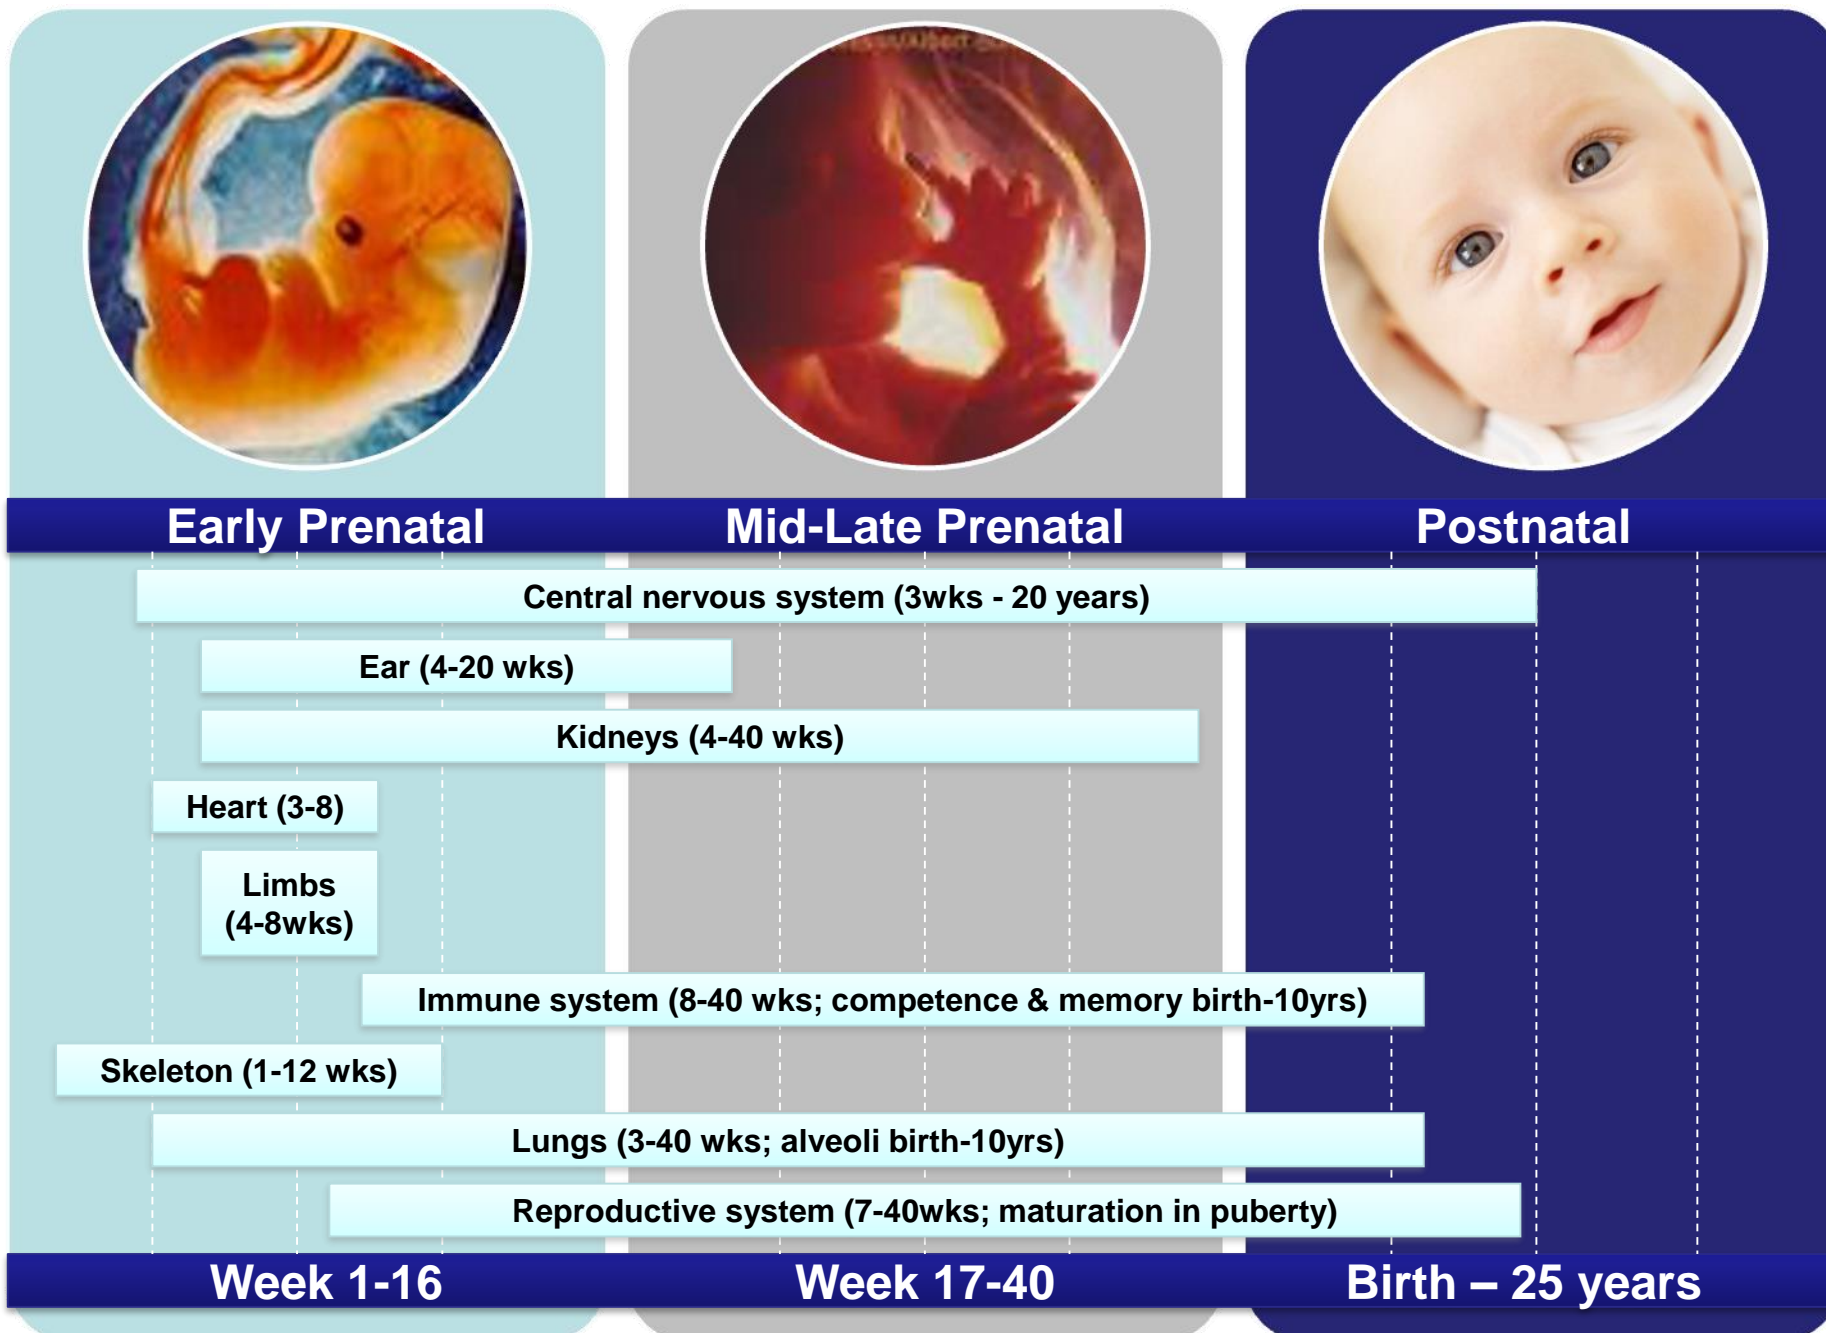 Early Prenatal
Mid-Late Prenatal
Postnatal
Central nervous system (3wks - 20 years)
Ear (4-20 wks)
Kidneys (4-40 wks)
Heart (3-8)
Limbs
(4-8wks)
Immune system (8-40 wks; competence & memory birth-10yrs)
Skeleton (1-12 wks)
Lungs (3-40 wks; alveoli birth-10yrs)
Reproductive system (7-40wks; maturation in puberty)
Week 1-16
Week 17-40
Birth – 25 years